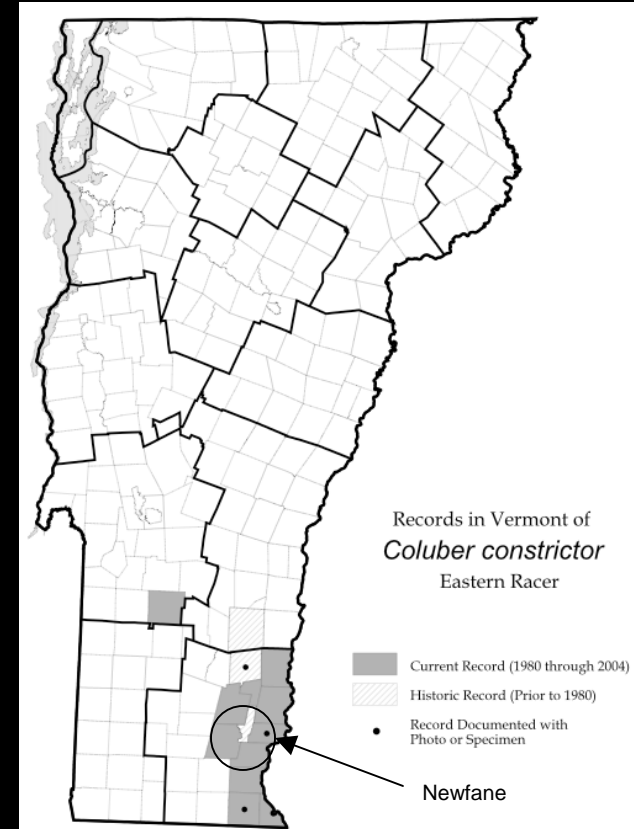 Records in Vermont of
Coluber constrictor
Eastern Racer
Current Record (1980 through 2004)
Historic Record (Prior to 1980)
Record Documented with
Photo or Specimen
Newfane